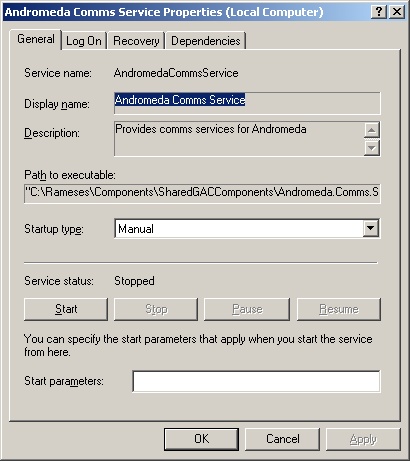 Andromeda Comms Service Properties (Local Computer)
General Log On Recovery Dependencies
Service name: AndromedaCommsService
Display name: Andromeda Comms Service
Description: Provides comms services for Andromeda
Path to executable:
"C:\Rameses\Components\SharedGACComponents\Andromeda.Comms.S
Startup type: Manual
Service status: Stopped
Start Stop Pause Resume
You can specify the start parameters that apply when you start the service
from here.
Start parameters:
OK Cancel Apply